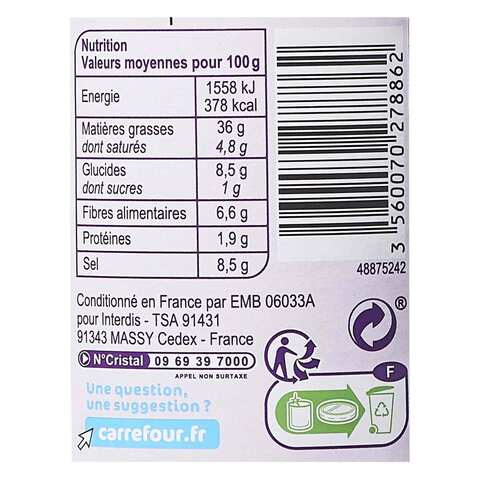 Nutrition
Valeurs moyennes pour 100 g
Energie 1558 kJ
378 kcal
Matières grasses 36 g
dont saturés 4,8 g
Glucides 8,5 g
dont sucres 1 g
Fibres alimentaires 6,6 g
Protéines 1,9 g
Sel 8,5 g
3 560070 278862
48875242
Conditionné en France par EMB 06033A
pour Interdis - TSA 91431
91343 MASSY Cedex - France
N°Cristal 09 69 39 7000
APPEL NON SURTAXE
Une question,
une suggestion ?
carrefour.fr
®
F